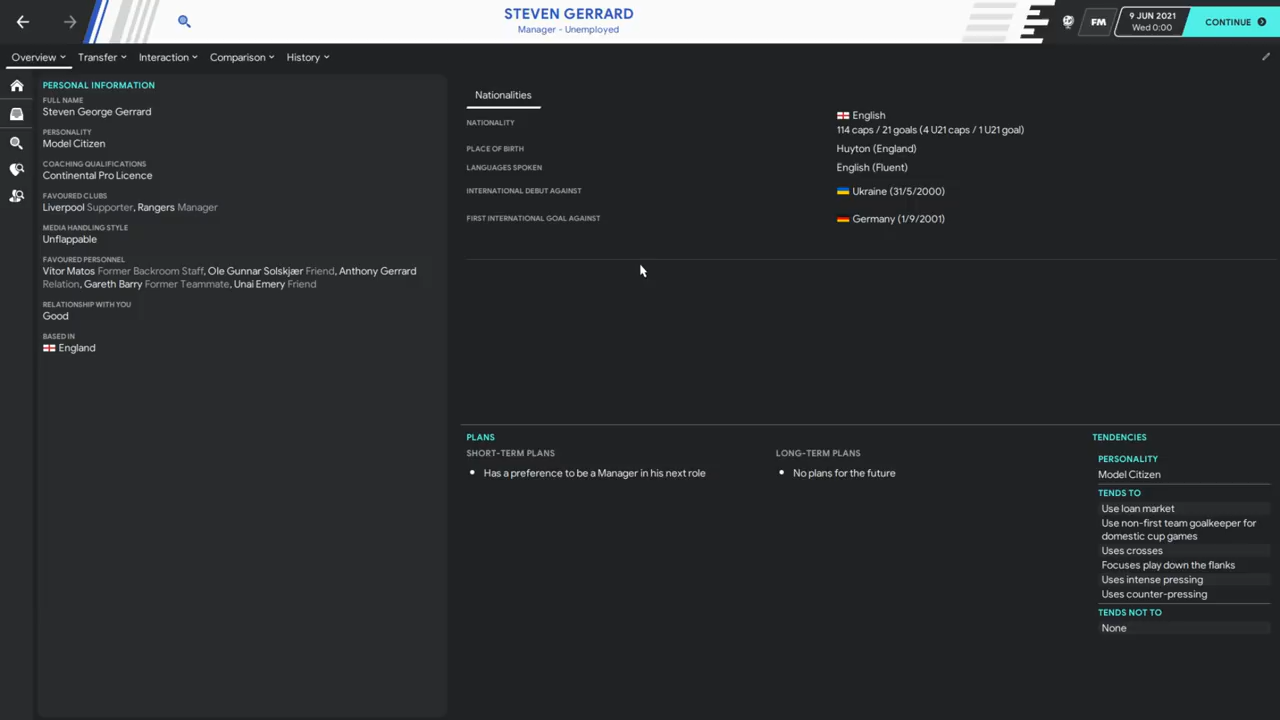 STEVEN GERRARD
Manager - Unemployed
FM
9 JUN 2021
Wed 0:00
CONTINUE
Overview
Transfer
Interaction
Comparison
History
PERSONAL INFORMATION
FULL NAME
Steven George Gerrard
PERSONALITY
Model Citizen
COACHING QUALIFICATIONS
Continental Pro Licence
FAVOURED CLUBS
Liverpool Supporter, Rangers Manager
MEDIA HANDLING STYLE
Unflappable
FAVOURED PERSONNEL
Vítor Matos Former Backroom Staff, Ole Gunnar Solskjær Friend, Anthony Gerrard
Relation, Gareth Barry Former Teammate, Unai Emery Friend
RELATIONSHIP WITH YOU
Good
BASED IN
England
Nationalities
NATIONALITY
English
114 caps / 21 goals (4 U21 caps / 1 U21 goal)
PLACE OF BIRTH
Huyton (England)
LANGUAGES SPOKEN
English (Fluent)
INTERNATIONAL DEBUT AGAINST
Ukraine (31/5/2000)
FIRST INTERNATIONAL GOAL AGAINST
Germany (1/9/2001)
PLANS
SHORT-TERM PLANS
Has a preference to be a Manager in his next role
LONG-TERM PLANS
No plans for the future
TENDENCIES
PERSONALITY
Model Citizen
TENDS TO
Use loan market
Use non-first team goalkeeper for
domestic cup games
Uses crosses
Focuses play down the flanks
Uses intense pressing
Uses counter-pressing
TENDS NOT TO
None